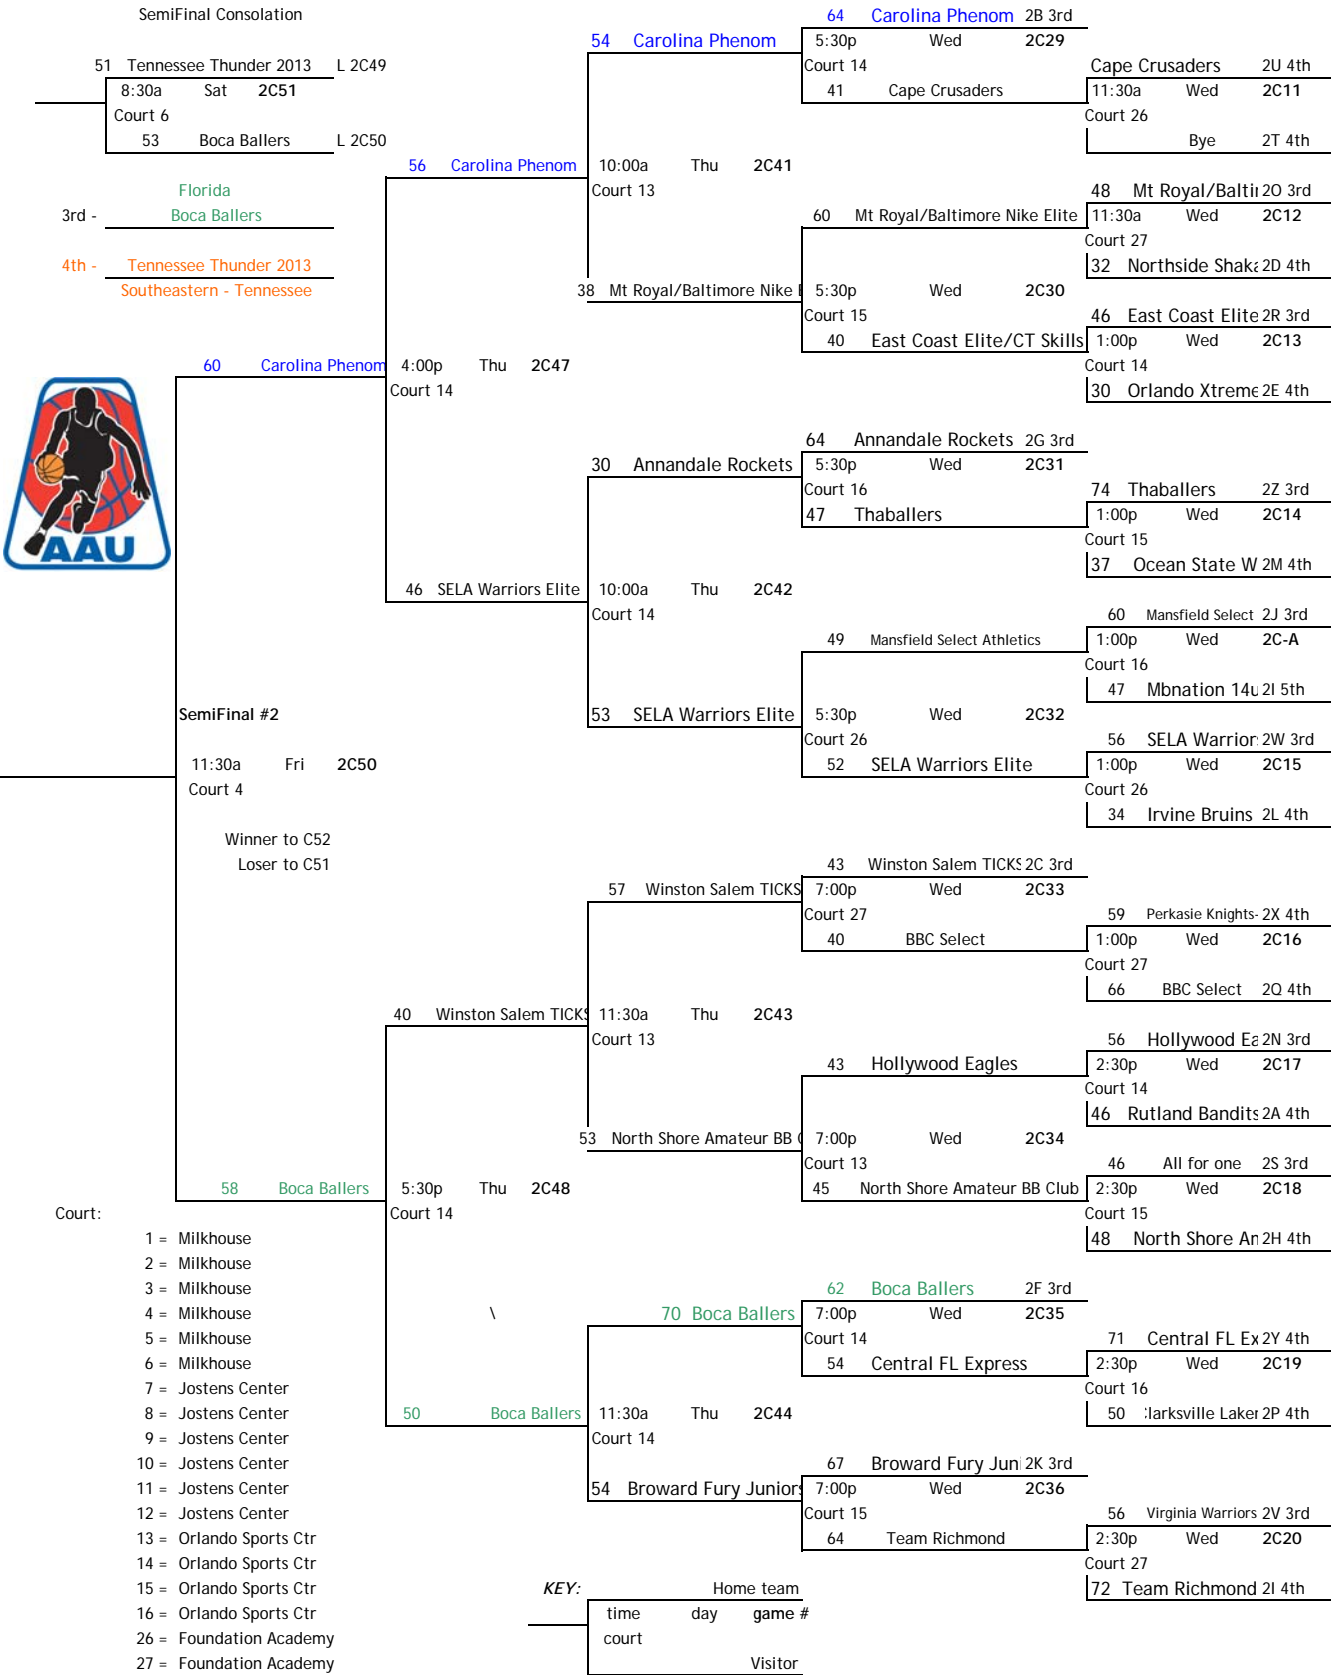 SemiFinal Consolation
51 Tennessee Thunder 2013 L 2C49
8:30a Sat 2C51
Court 6
53 Boca Ballers L 2C50
Florida
3rd - Boca Ballers
4th - Tennessee Thunder 2013
Southeastern - Tennessee
AAU
60 Carolina Phenom
SemiFinal #2
11:30a Fri 2C50
Court 4
Winner to C52
Loser to C51
58 Boca Ballers
Court:
1 = Milkhouse
2 = Milkhouse
3 = Milkhouse
4 = Milkhouse
5 = Milkhouse
6 = Milkhouse
7 = Jostens Center
8 = Jostens Center
9 = Jostens Center
10 = Jostens Center
11 = Jostens Center
12 = Jostens Center
13 = Orlando Sports Ctr
14 = Orlando Sports Ctr
15 = Orlando Sports Ctr
16 = Orlando Sports Ctr
26 = Foundation Academy
27 = Foundation Academy
56 Carolina Phenom
4:00p Thu 2C47
Court 14
46 SELA Warriors Elite
40 Winston Salem TICKS
5:30p Thu 2C48
Court 14
\
50 Boca Ballers
54 Carolina Phenom
10:00a Thu 2C41
Court 13
38 Mt Royal/Baltimore Nike E
30 Annandale Rockets
10:00a Thu 2C42
Court 14
53 SELA Warriors Elite
57 Winston Salem TICKS
11:30a Thu 2C43
Court 13
53 North Shore Amateur BB C
70 Boca Ballers
11:30a Thu 2C44
Court 14
54 Broward Fury Juniors
KEY: Home team
time day game #
court
Visitor
64 Carolina Phenom 2B 3rd
5:30p Wed 2C29
Court 14
41 Cape Crusaders
60 Mt Royal/Baltimore Nike Elite
5:30p Wed 2C30
Court 15
40 East Coast Elite/CT Skills
64 Annandale Rockets 2G 3rd
5:30p Wed 2C31
Court 16
47 Thaballers
49 Mansfield Select Athletics
5:30p Wed 2C32
Court 26
52 SELA Warriors Elite
43 Winston Salem TICKS 2C 3rd
7:00p Wed 2C33
Court 27
40 BBC Select
43 Hollywood Eagles
7:00p Wed 2C34
Court 13
45 North Shore Amateur BB Club
62 Boca Ballers 2F 3rd
7:00p Wed 2C35
Court 14
54 Central FL Express
67 Broward Fury Juni 2K 3rd
7:00p Wed 2C36
Court 15
64 Team Richmond
Cape Crusaders 2U 4th
11:30a Wed 2C11
Court 26
Bye 2T 4th
48 Mt Royal/Baltir 2O 3rd
11:30a Wed 2C12
Court 27
32 Northside Shaka 2D 4th
46 East Coast Elite 2R 3rd
1:00p Wed 2C13
Court 14
30 Orlando Xtreme 2E 4th
74 Thaballers 2Z 3rd
1:00p Wed 2C14
Court 15
37 Ocean State W 2M 4th
60 Mansfield Select 2J 3rd
1:00p Wed 2C-A
Court 16
47 Mbnation 14u 2I 5th
56 SELA Warrior 2W 3rd
1:00p Wed 2C15
Court 26
34 Irvine Bruins 2L 4th
59 Perkasie Knights- 2X 4th
1:00p Wed 2C16
Court 27
66 BBC Select 2Q 4th
56 Hollywood Ea 2N 3rd
2:30p Wed 2C17
Court 14
46 Rutland Bandits 2A 4th
46 All for one 2S 3rd
2:30p Wed 2C18
Court 15
48 North Shore An 2H 4th
71 Central FL Ex 2Y 4th
2:30p Wed 2C19
Court 16
50 larksville Laker 2P 4th
56 Virginia Warriors 2V 3rd
2:30p Wed 2C20
Court 27
72 Team Richmond 2I 4th